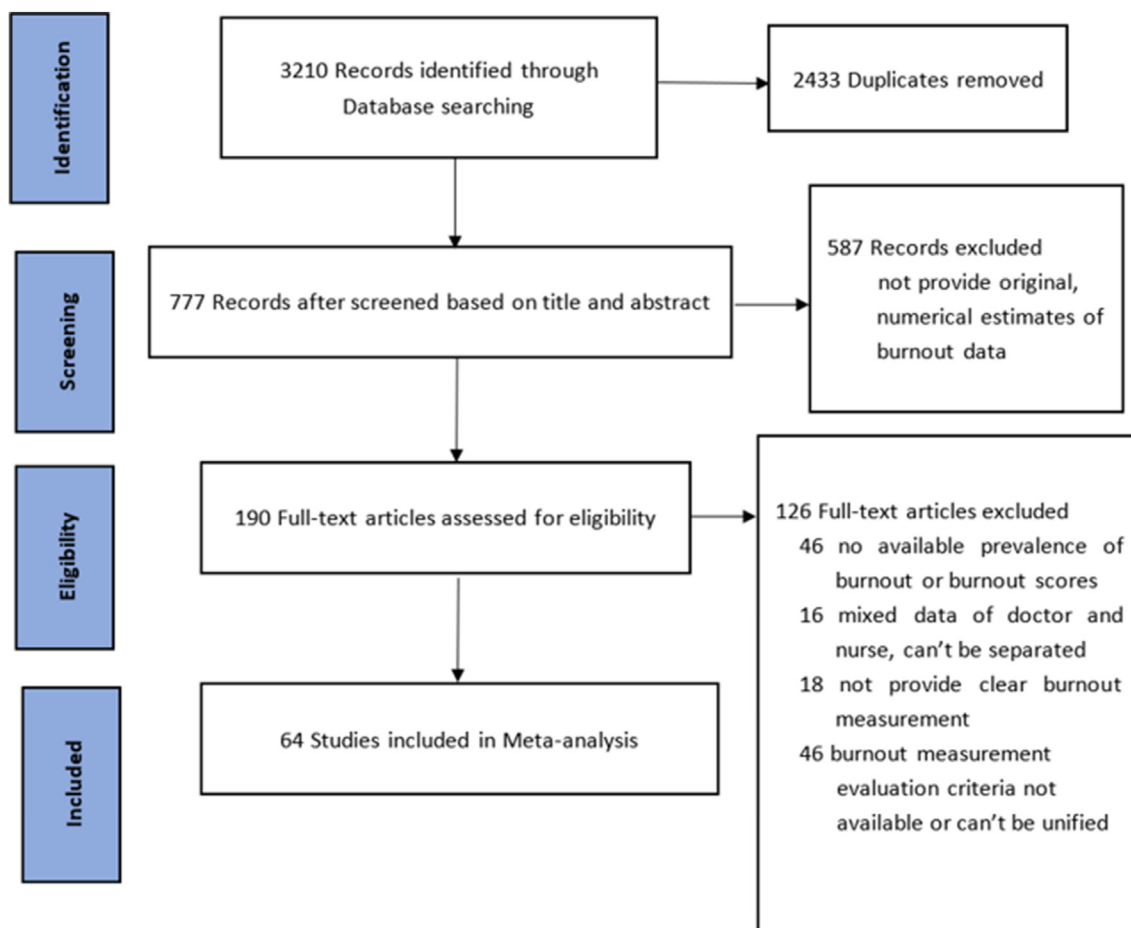 Identification
3210 Records identified through
Database searching
2433 Duplicates removed
Screening
777 Records after screened based on title and abstract
587 Records excluded
not provide original,
numerical estimates of
burnout data
Eligibility
190 Full-text articles assessed for eligibility
126 Full-text articles excluded
46 no available prevalence of
burnout or burnout scores
16 mixed data of doctor and
nurse, can't be separated
18 not provide clear burnout
measurement
46 burnout measurement
evaluation criteria not
available or can't be unified
Included
64 Studies included in Meta-analysis